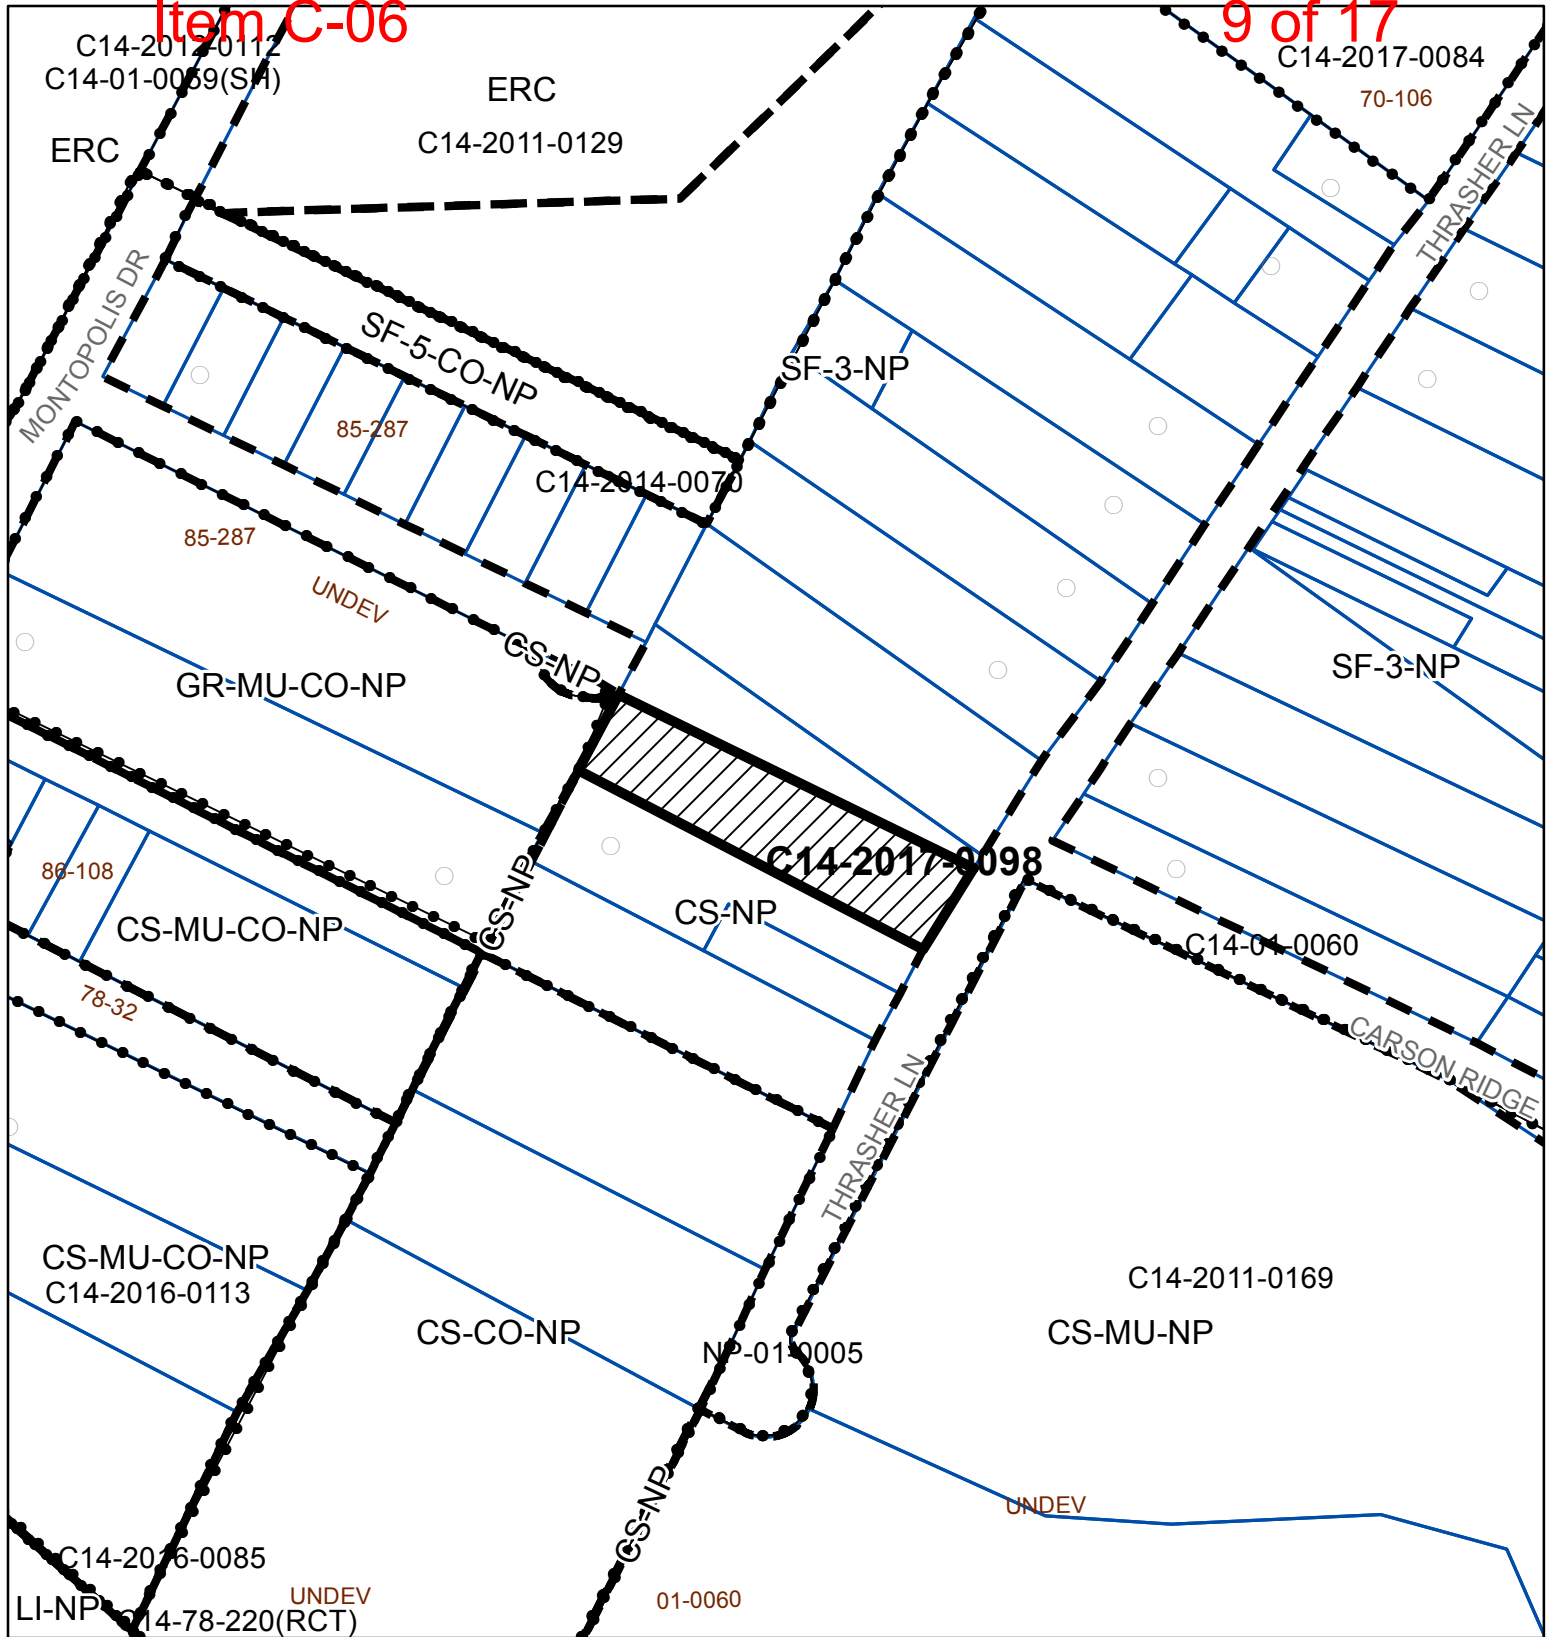 Item C-06
9 of 17
C14-2012-0112
C14-01-0059(SH)
ERC
C14-2011-0129
C14-2017-0084
70-106
ERC
THRASHER LN
MONTOPOLIS DR
SF-5-CO-NP
SF-3-NP
85-287
C14-2014-0070
85-287
UNDEV
CS-NP
SF-3-NP
GR-MU-CO-NP
C14-2017-0098
86-108
CS-NP
CS-NP
CS-MU-CO-NP
C14-01-0060
78-32
CARSON RIDGE
THRASHER LN
CS-MU-CO-NP
C14-2016-0113
C14-2011-0169
CS-CO-NP
CS-MU-NP
NP-01-0005
CS-NP
UNDEV
C14-2016-0085
UNDEV
01-0060
LI-NP
C14-78-220(RCT)